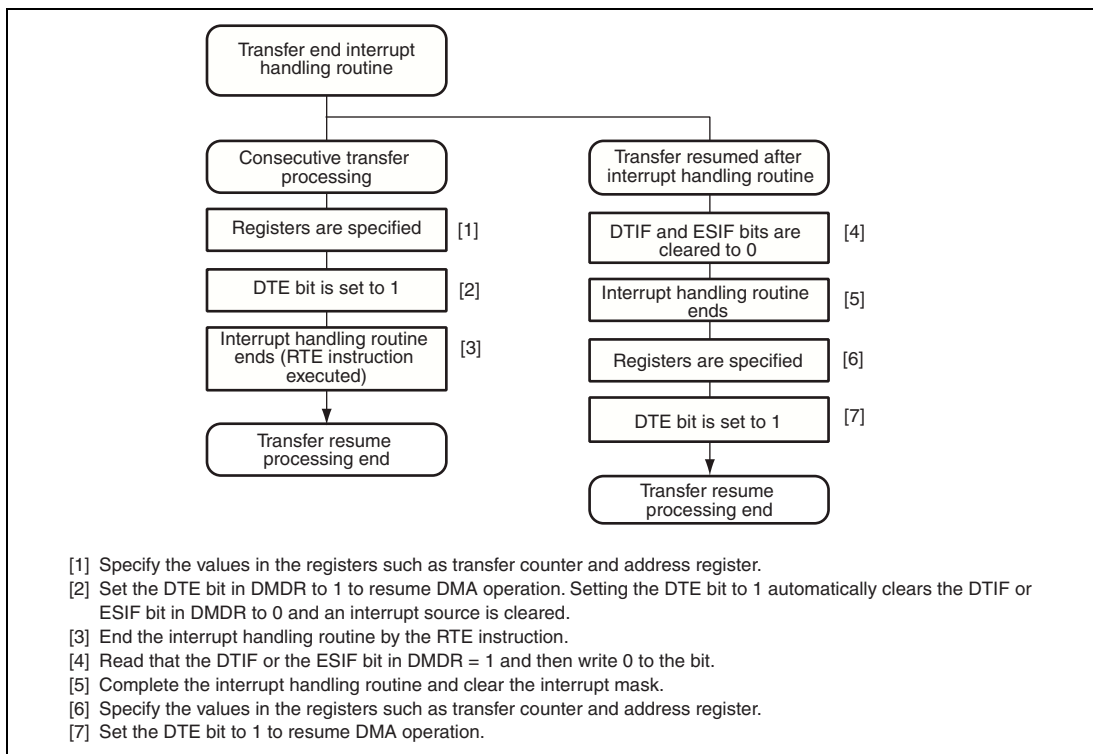 Transfer end interrupt
handling routine
Consecutive transfer
processing
Registers are specified [1]
DTE bit is set to 1 [2]
Interrupt handling routine
ends (RTE instruction
executed) [3]
Transfer resume
processing end
Transfer resumed after
interrupt handling routine
DTIF and ESIF bits are
cleared to 0 [4]
Interrupt handling routine
ends [5]
Registers are specified [6]
DTE bit is set to 1 [7]
Transfer resume
processing end
[1] Specify the values in the registers such as transfer counter and address register.
[2] Set the DTE bit in DMDR to 1 to resume DMA operation. Setting the DTE bit to 1 automatically clears the DTIF or
ESIF bit in DMDR to 0 and an interrupt source is cleared.
[3] End the interrupt handling routine by the RTE instruction.
[4] Read that the DTIF or the ESIF bit in DMDR = 1 and then write 0 to the bit.
[5] Complete the interrupt handling routine and clear the interrupt mask.
[6] Specify the values in the registers such as transfer counter and address register.
[7] Set the DTE bit to 1 to resume DMA operation.